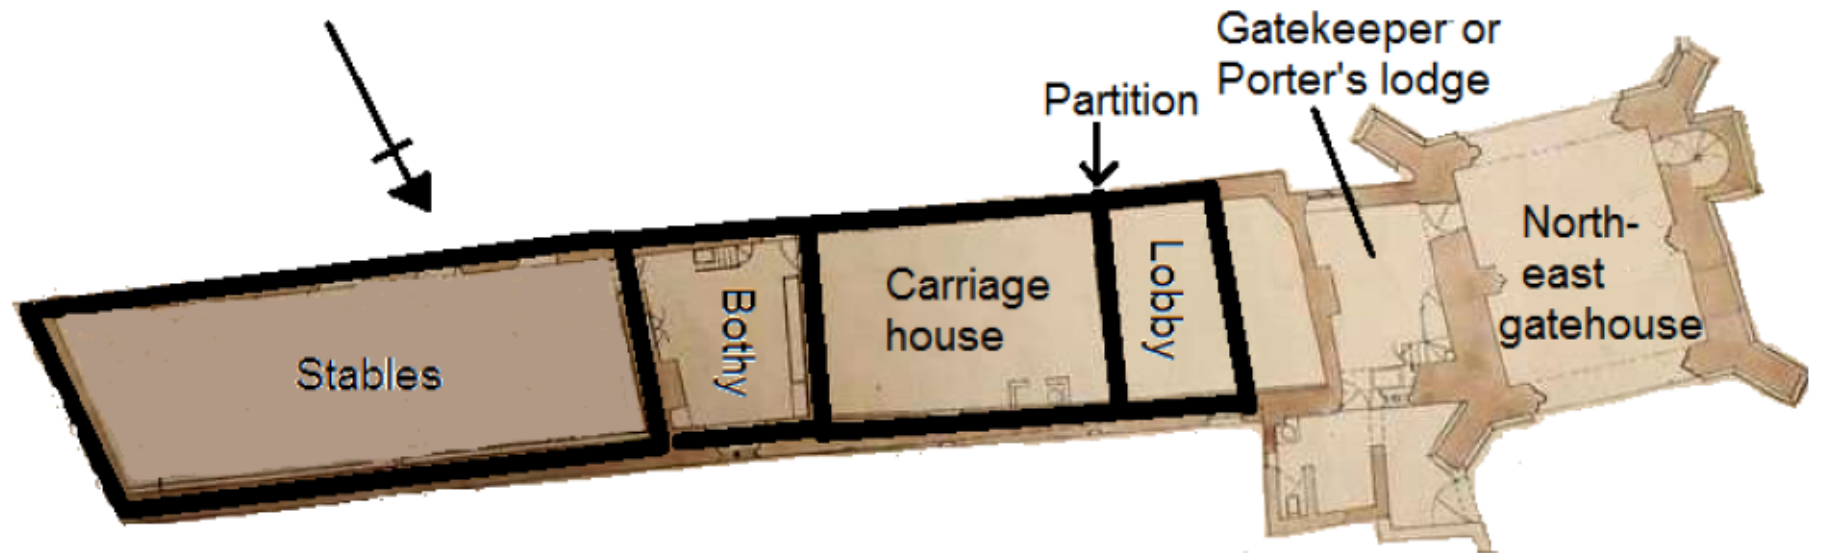 Gatekeeper or
Porter's lodge
Partition
North-
east
gatehouse
Lobby
Carriage
house
Bothy
Stables